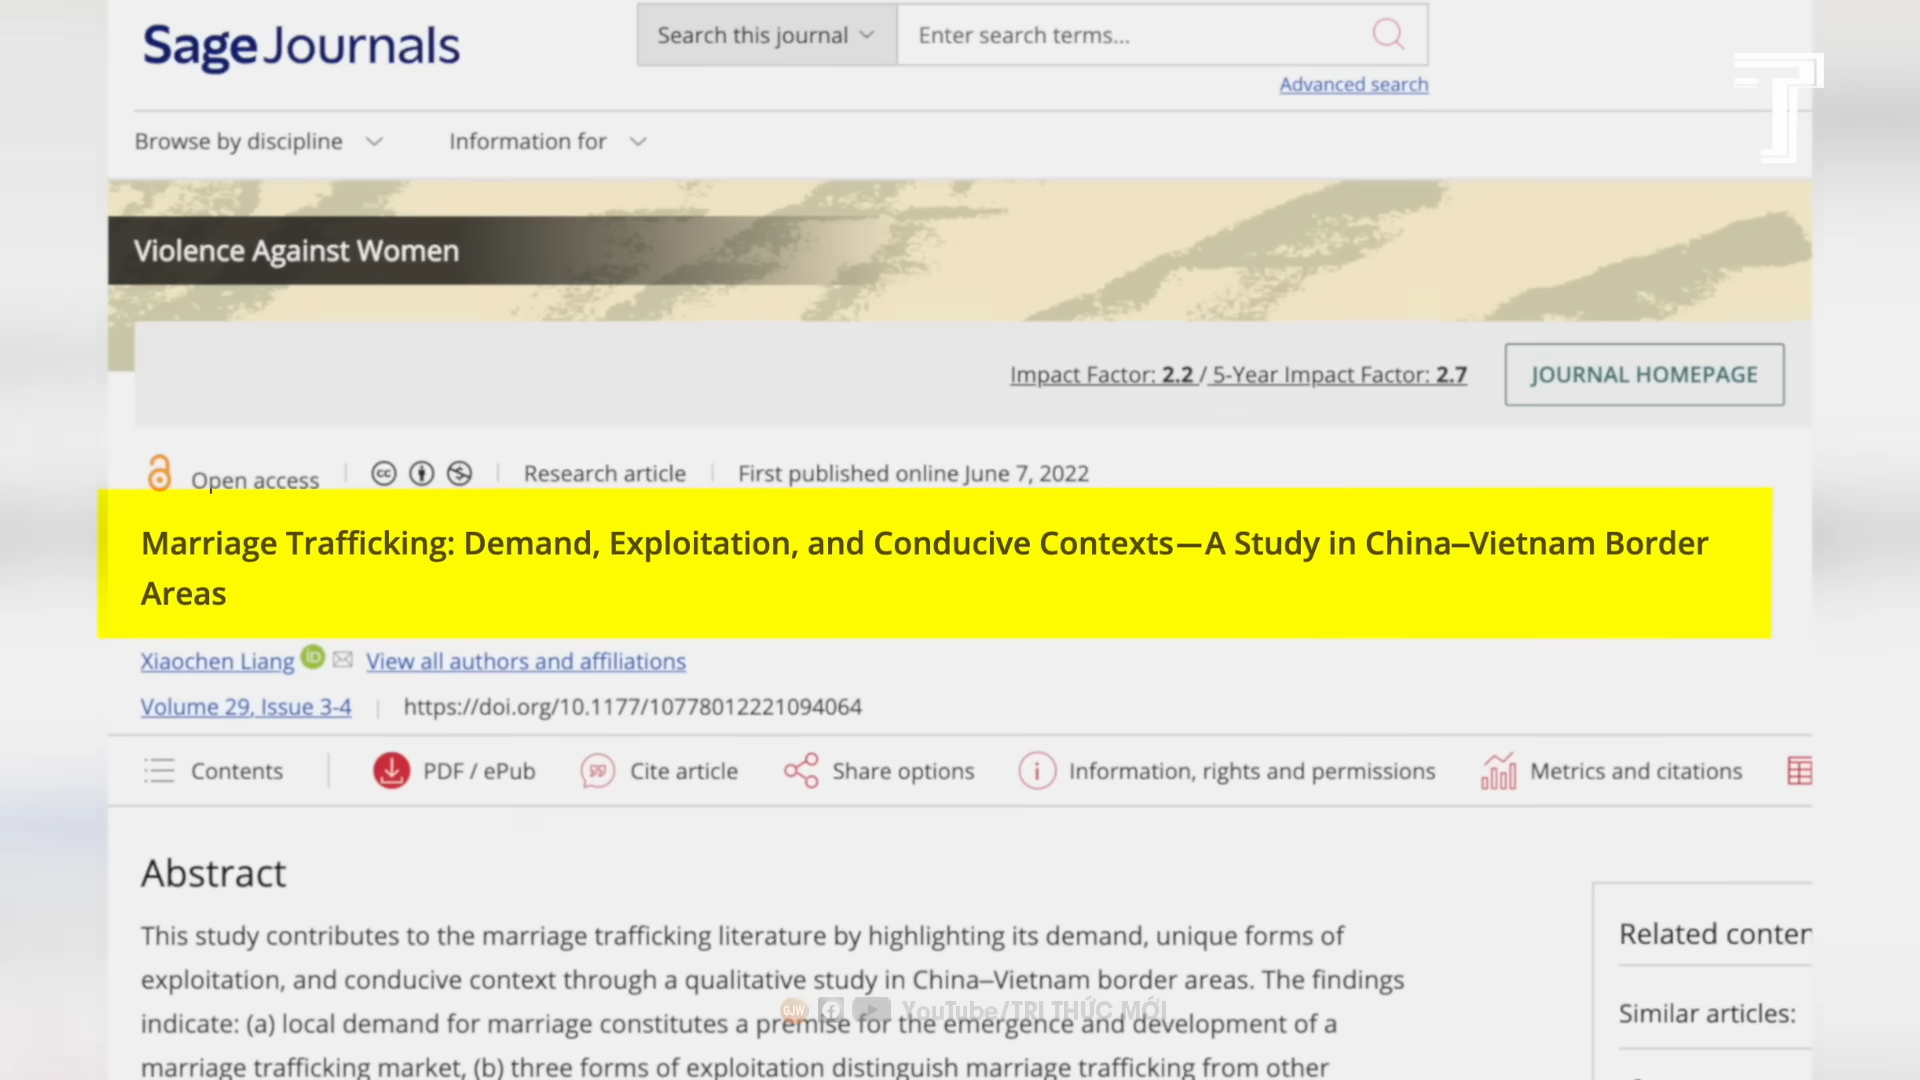 Sage Journals
Search this journal
Enter search terms...
Advanced search
Browse by discipline
Information for
Violence Against Women
Impact Factor: 2.2 / 5-Year Impact Factor: 2.7
JOURNAL HOMEPAGE
Open access
Research article
First published online June 7, 2022
Marriage Trafficking: Demand, Exploitation, and Conducive Contexts—A Study in China–Vietnam Border
Areas
Xiaochen Liang
View all authors and affiliations
Volume 29, Issue 3-4
https://doi.org/10.1177/10778012221094064
Contents
PDF / ePub
Cite article
Share options
Information, rights and permissions
Metrics and citations
Abstract
This study contributes to the marriage trafficking literature by highlighting its demand, unique forms of
exploitation, and conducive context through a qualitative study in China–Vietnam border areas. The findings
indicate: (a) local demand for marriage constitutes a premise for the emergence and development of a
marriage trafficking market, (b) three forms of exploitation distinguish marriage trafficking from other
Related conten
Similar articles:
GJW
YouTube/TRI THỨC MỚI